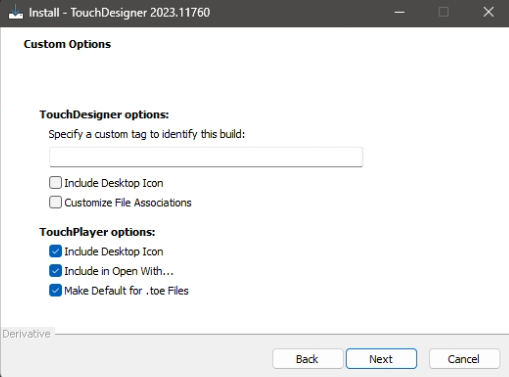 Install - TouchDesigner 2023.11760
Custom Options
TouchDesigner options:
Specify a custom tag to identify this build:
Include Desktop Icon
Customize File Associations
TouchPlayer options:
Include Desktop Icon
Include in Open With...
Make Default for .toe Files
Derivative
Back Next Cancel